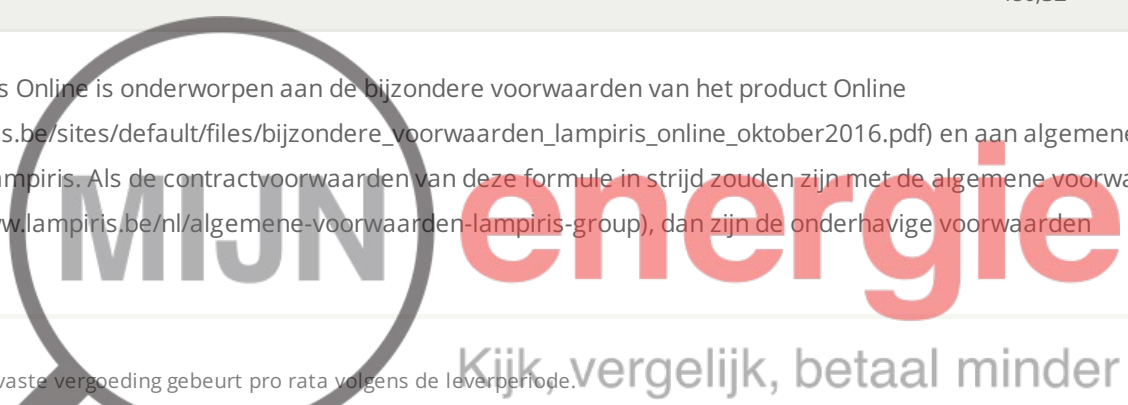 s Online is onderworpen aan de bijzondere voorwaarden van het product Online
s.be/sites/default/files/bijzondere_voorwaarden_lampiris_online_oktober2016.pdf) en aan algemene
ampiris. Als de contractvoorwaarden van deze formule in strijd zouden zijn met de algemene voorwa
w.lampiris.be/nl/algemene-voorwaarden-lampiris-group), dan zijn de onderhavige voorwaarden
MIJN energie
Kijk, vergelijk, betaal minder
vaste vergoeding gebeurt pro rata volgens de leverperiode.